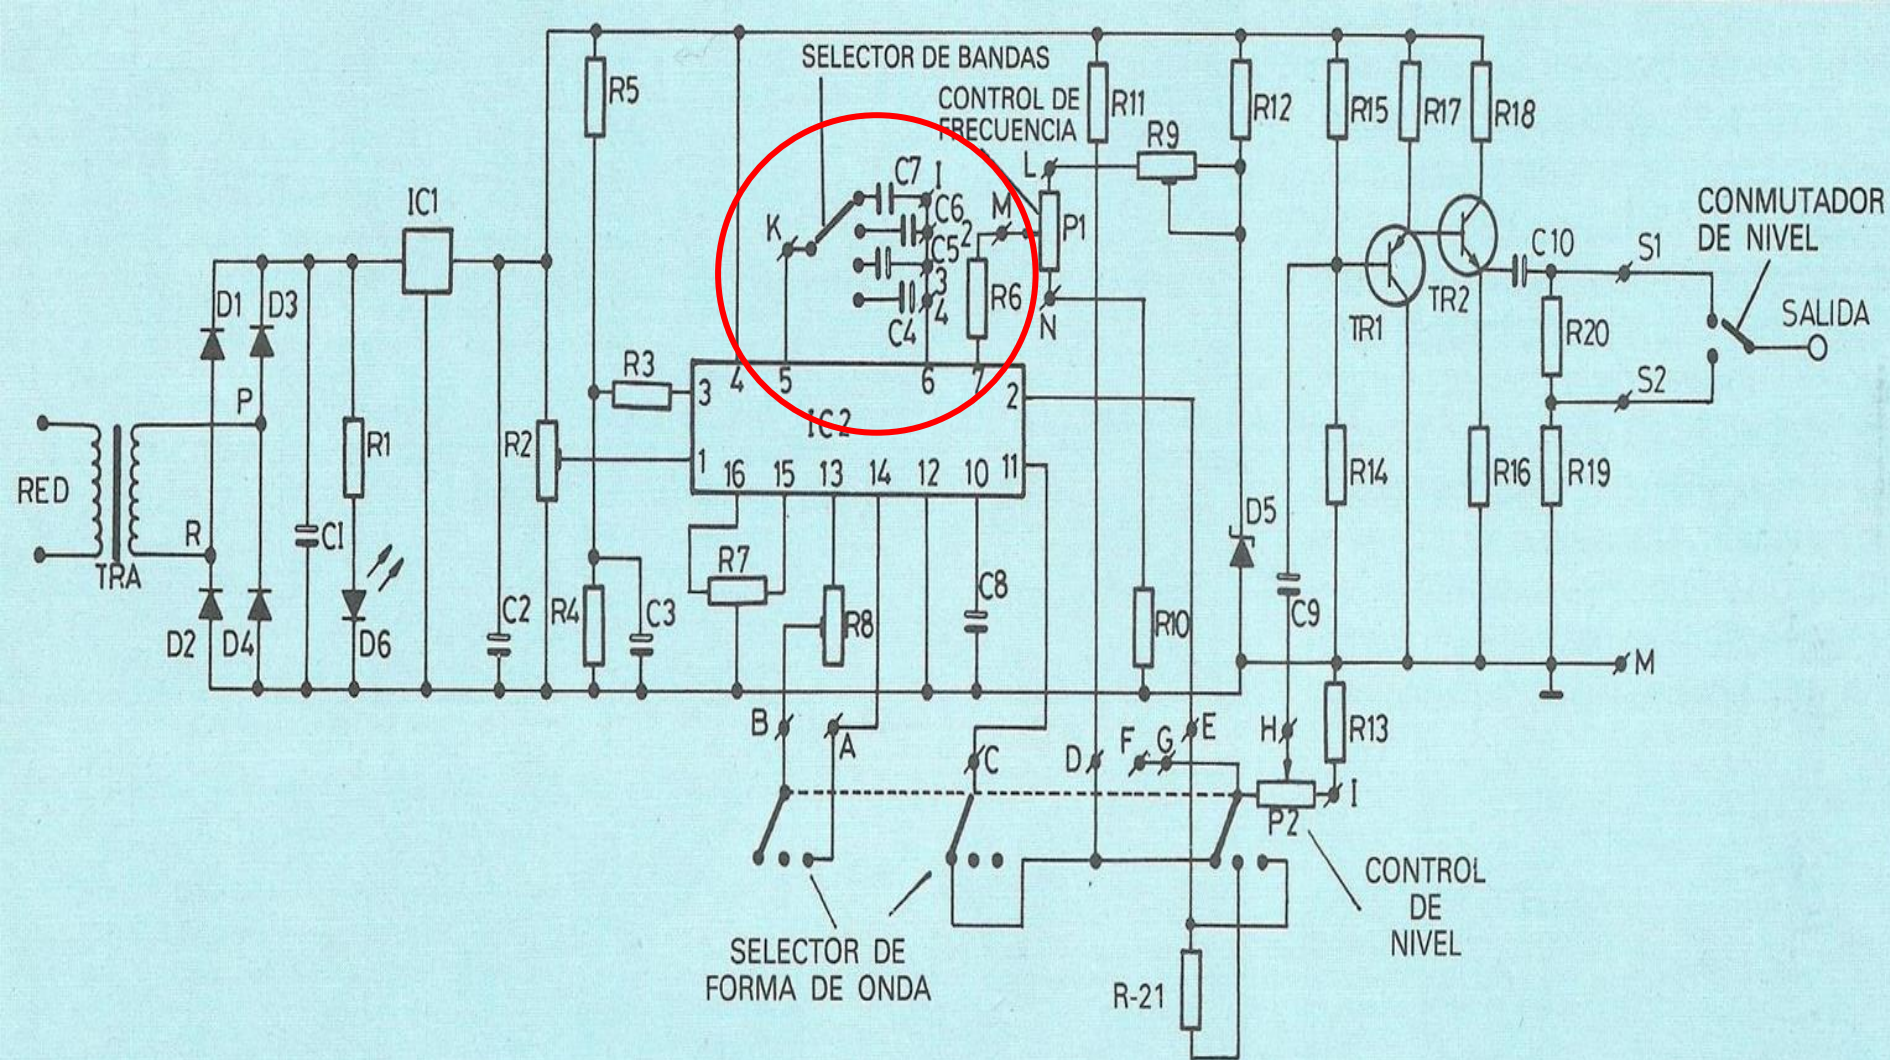 SELECTOR DE BANDAS
CONTROL DE
FRECUENCIA
R5
R11
R9
R12
R15
R17
R18
C7
I
C6
2
C5
3
4
C4
K
L
M
P1
N
R6
IC1
CONMUTADOR
DE NIVEL
C10
S1
S2
SALIDA
TR1
TR2
R20
D1
D3
P
R
RED
TRA
R1
C1
D2
D4
D6
R2
C2
R3
R4
C3
3
4
5
6
7
2
IC2
1
16
15
13
14
12
10
11
R7
R8
C8
R10
D5
C9
R14
R16
R19
M
R13
B
A
C
D
F
G
E
H
I
P2
CONTROL
DE
NIVEL
SELECTOR DE
FORMA DE ONDA
R-21